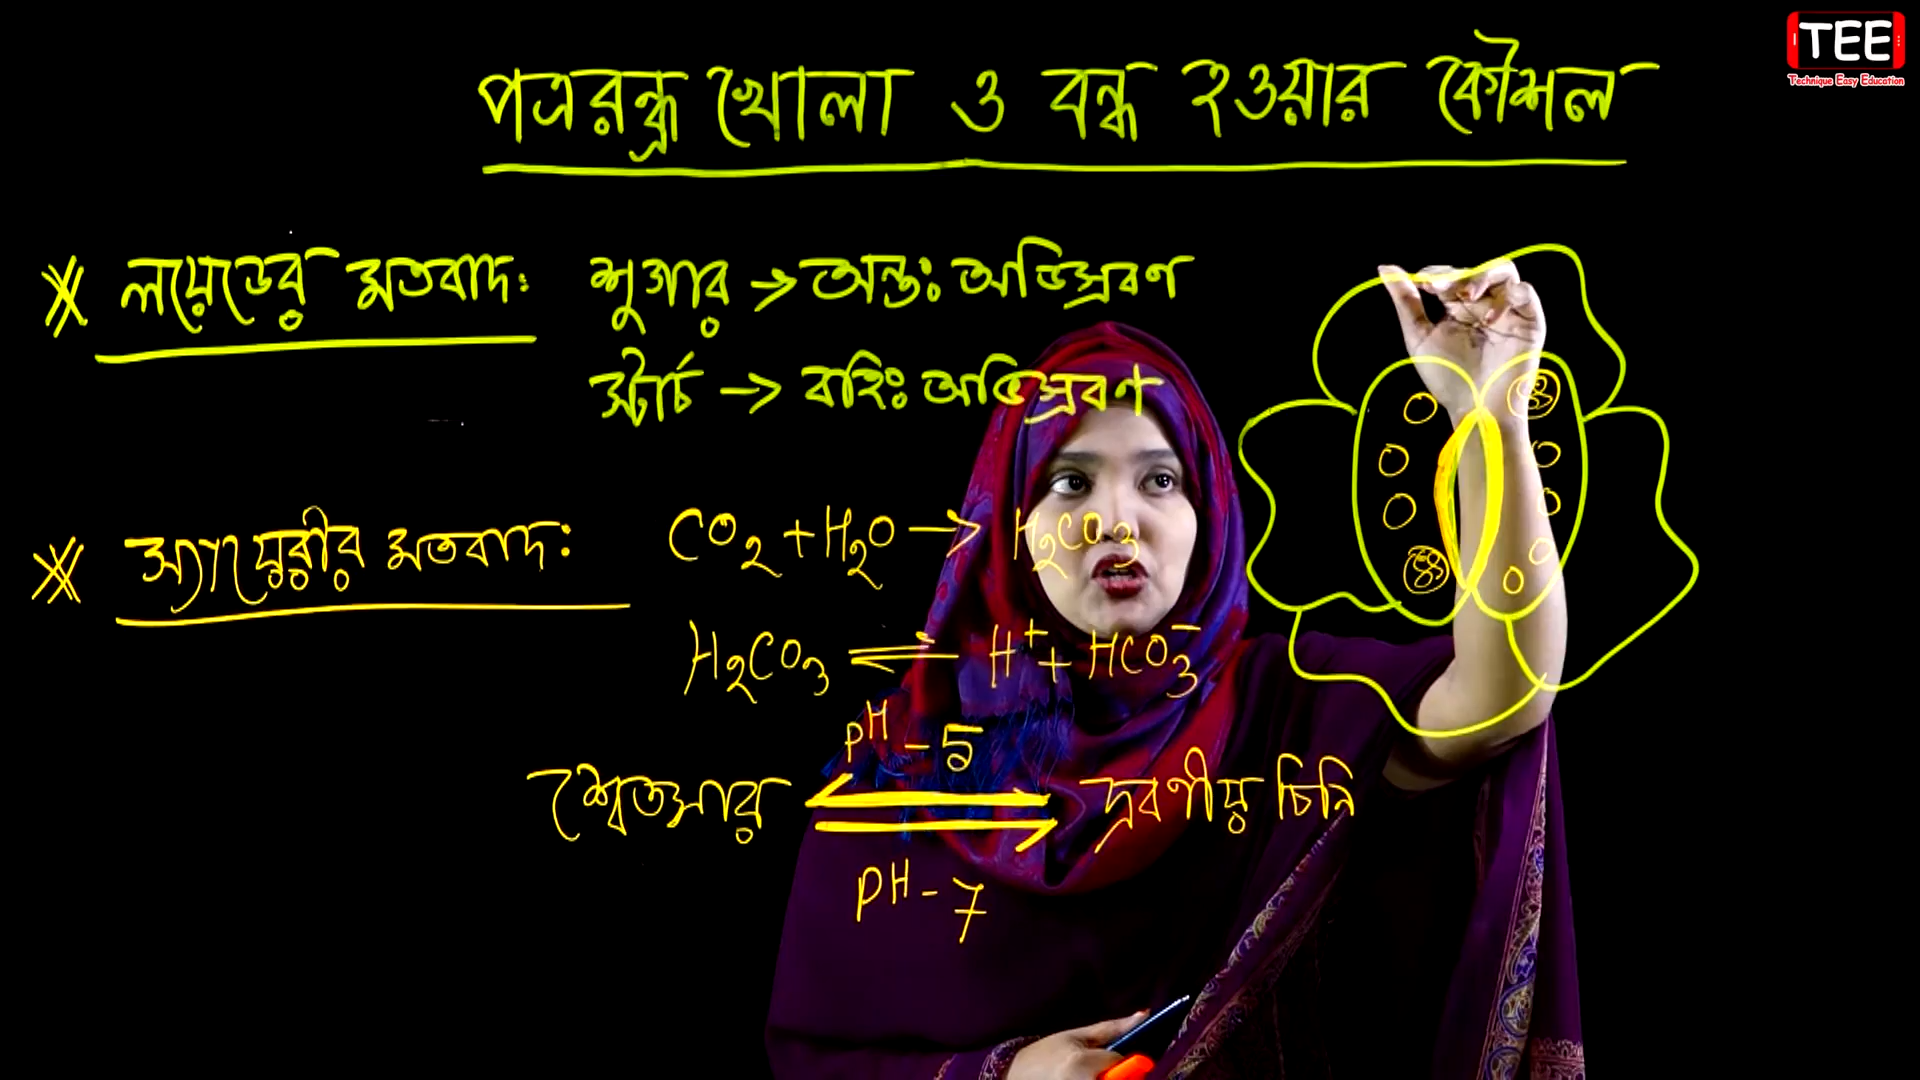 TEE
Technique Easy Education
পত্ররন্ধ্র খোলা ও বন্ধ হওয়ার কৌশল
* লয়েডের মতবাদ: শুগার → অন্তঃ অভিস্রবণ
স্টার্চ → বহিঃ অভিস্রবণ
* স্যায়েরীর মতবাদ: CO₂ + H₂O → H₂CO₃
H₂CO₃ ⇌ H⁺ + HCO₃⁻
pH - 5
শ্বেতসার ⇌ দ্রবণীয় চিনি
pH - 7